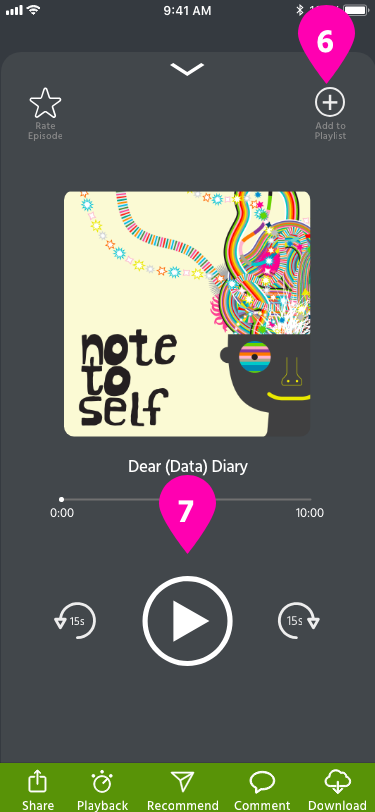 9:41 AM
6
Rate
Episode
Add to
Playlist
note
to
self
Dear (Data) Diary
7
0:00
10:00
15s
15s
Share
Playback
Recommend
Comment
Download